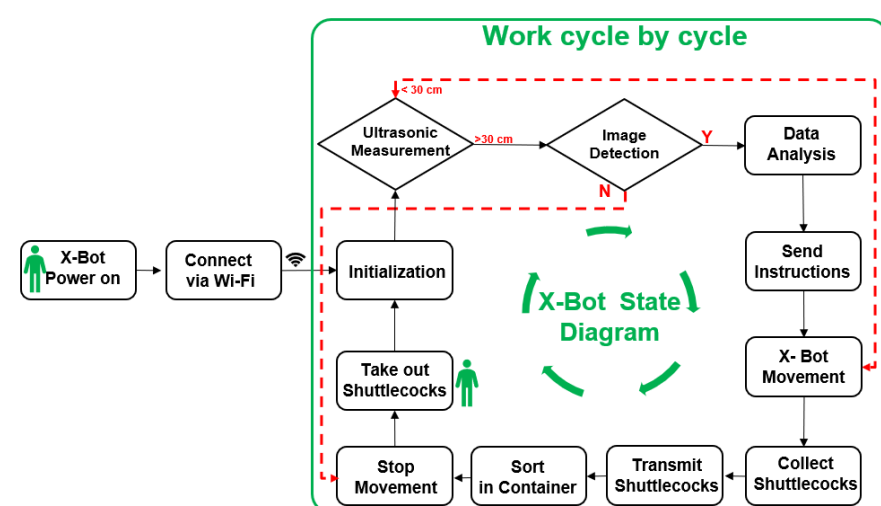 Work cycle by cycle
< 30 cm
Ultrasonic
Measurement
>30 cm
Image
Detection
Y
N
Data
Analysis
X-Bot
Power on
Connect
via Wi-Fi
Initialization
Send
Instructions
X-Bot State
Diagram
Take out
Shuttlecocks
X- Bot
Movement
Stop
Movement
Sort
in Container
Transmit
Shuttlecocks
Collect
Shuttlecocks